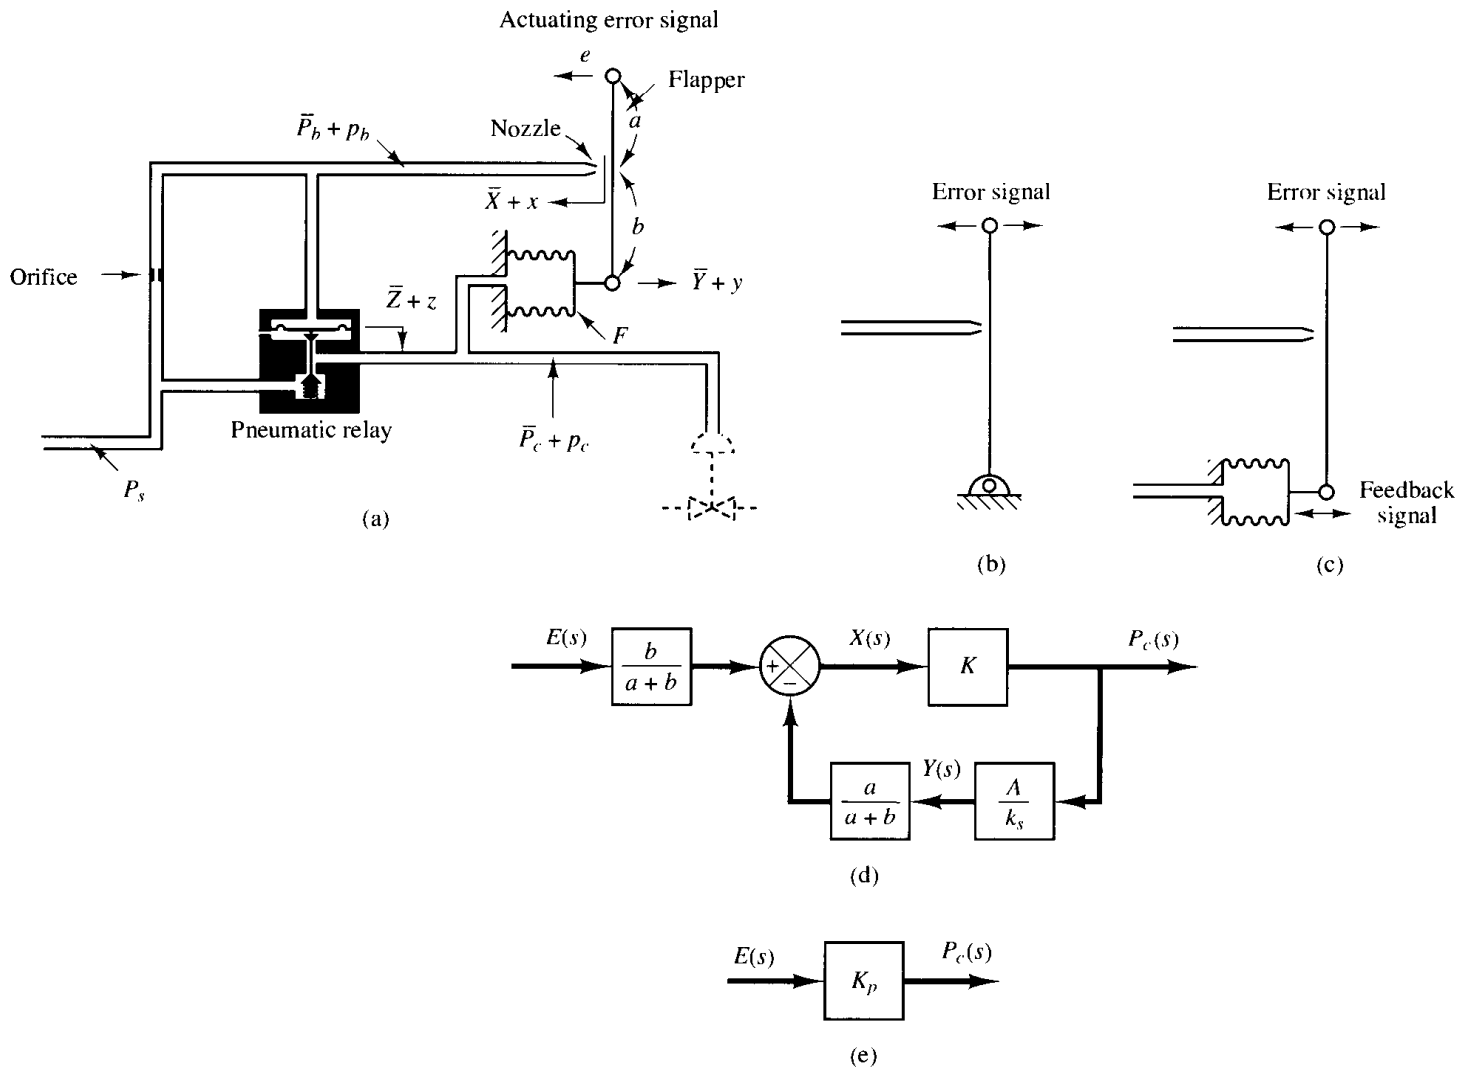 Actuating error signal
e
Flapper
a
P̄b + pb
Nozzle
X̄ + x
b
Orifice
Z̄ + z
Ȳ + y
F
Pneumatic relay
P̄c + pc
Ps
(a)
Error signal
(b)
Error signal
Feedback
signal
(c)
E(s)
b
a + b
+
−
X(s)
K
Pc(s)
a
a + b
Y(s)
A
ks
(d)
E(s)
Kp
Pc(s)
(e)